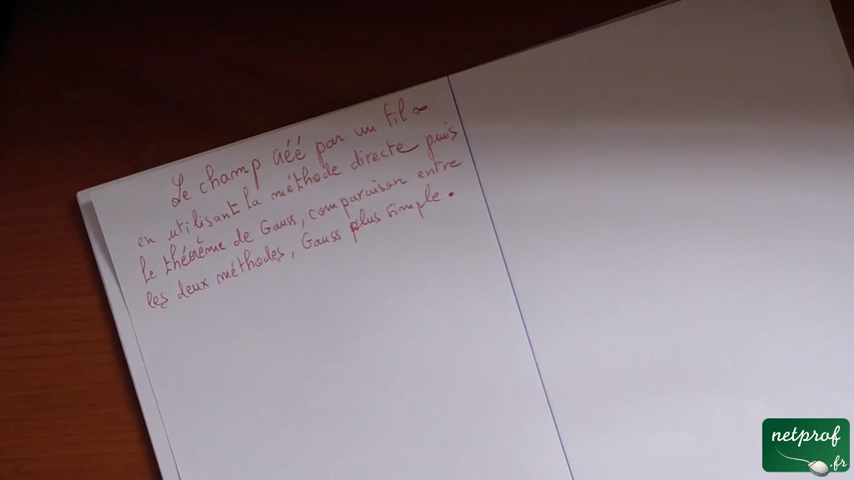 Le champ créé par un fil ∞
en utilisant la méthode directe puis
le théorème de Gauss, comparaison entre
les deux méthodes, Gauss plus simple.
netprof
.fr